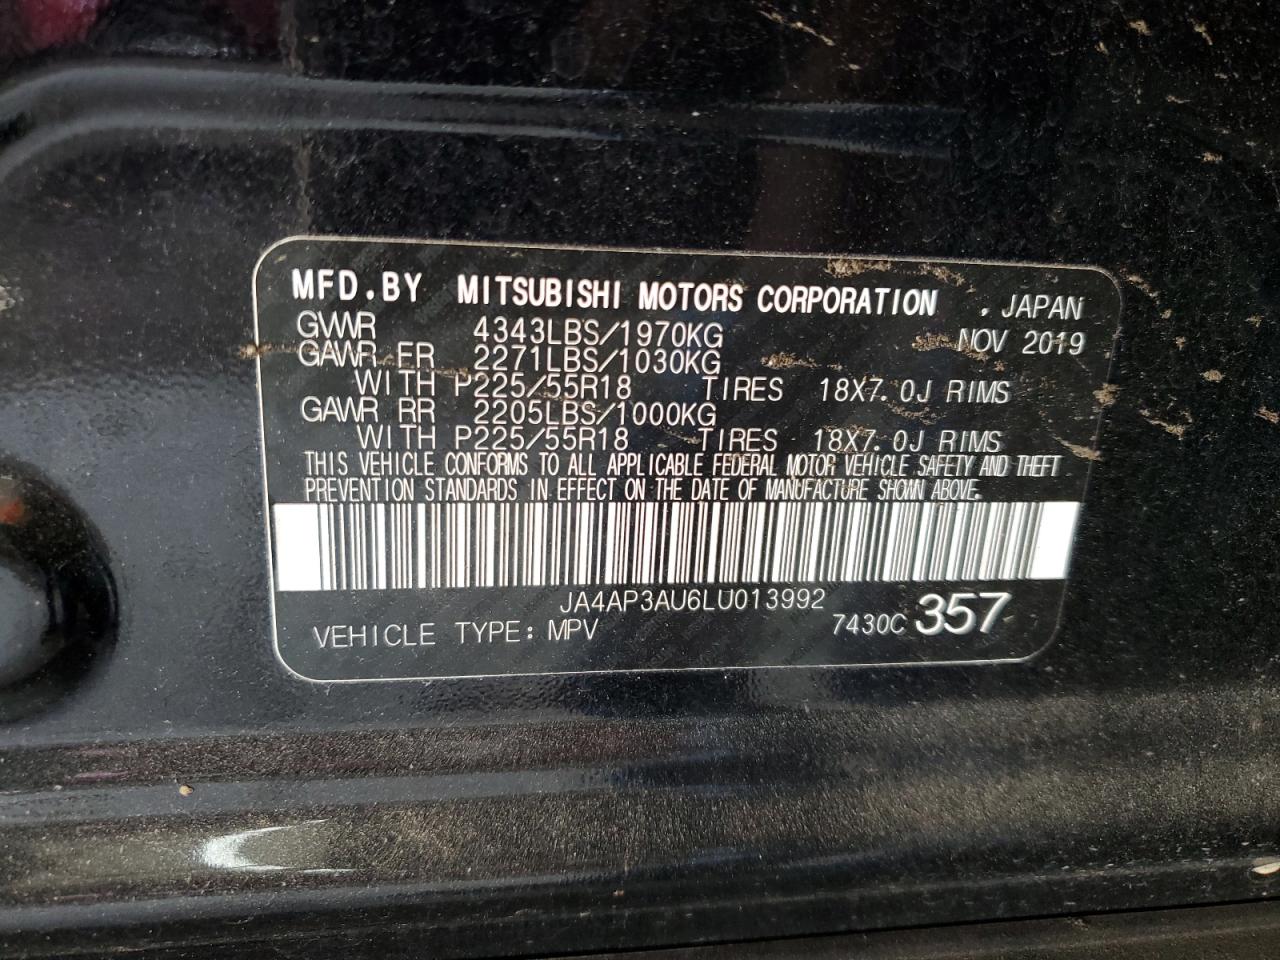 MFD.BY MITSUBISHI MOTORS CORPORATION , JAPAN
GVWR 4343LBS/1970KG NOV 2019
GAWR FR 2271LBS/1030KG
WITH P225/55R18 TIRES 18X7.0J RIMS
GAWR RR 2205LBS/1000KG
WITH P225/55R18 TIRES 18X7.0J RIMS
THIS VEHICLE CONFORMS TO ALL APPLICABLE FEDERAL MOTOR VEHICLE SAFETY AND THEFT
PREVENTION STANDARDS IN EFFECT ON THE DATE OF MANUFACTURE SHOWN ABOVE.
JA4AP3AU6LU013992
VEHICLE TYPE: MPV 7430C 357